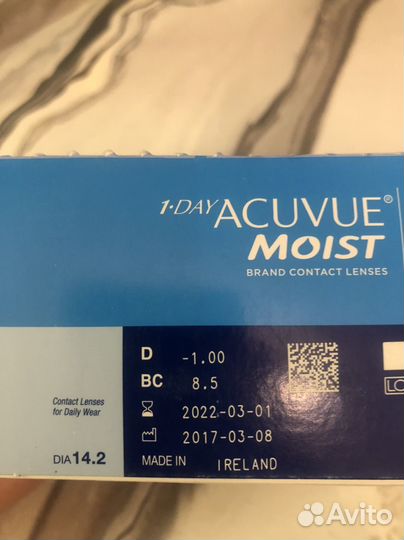 1·DAY ACUVUE®
MOIST
BRAND CONTACT LENSES
D -1.00
BC 8.5
2022-03-01
2017-03-08
MADE IN IRELAND
Contact Lenses
for Daily Wear
DIA 14.2
Avito